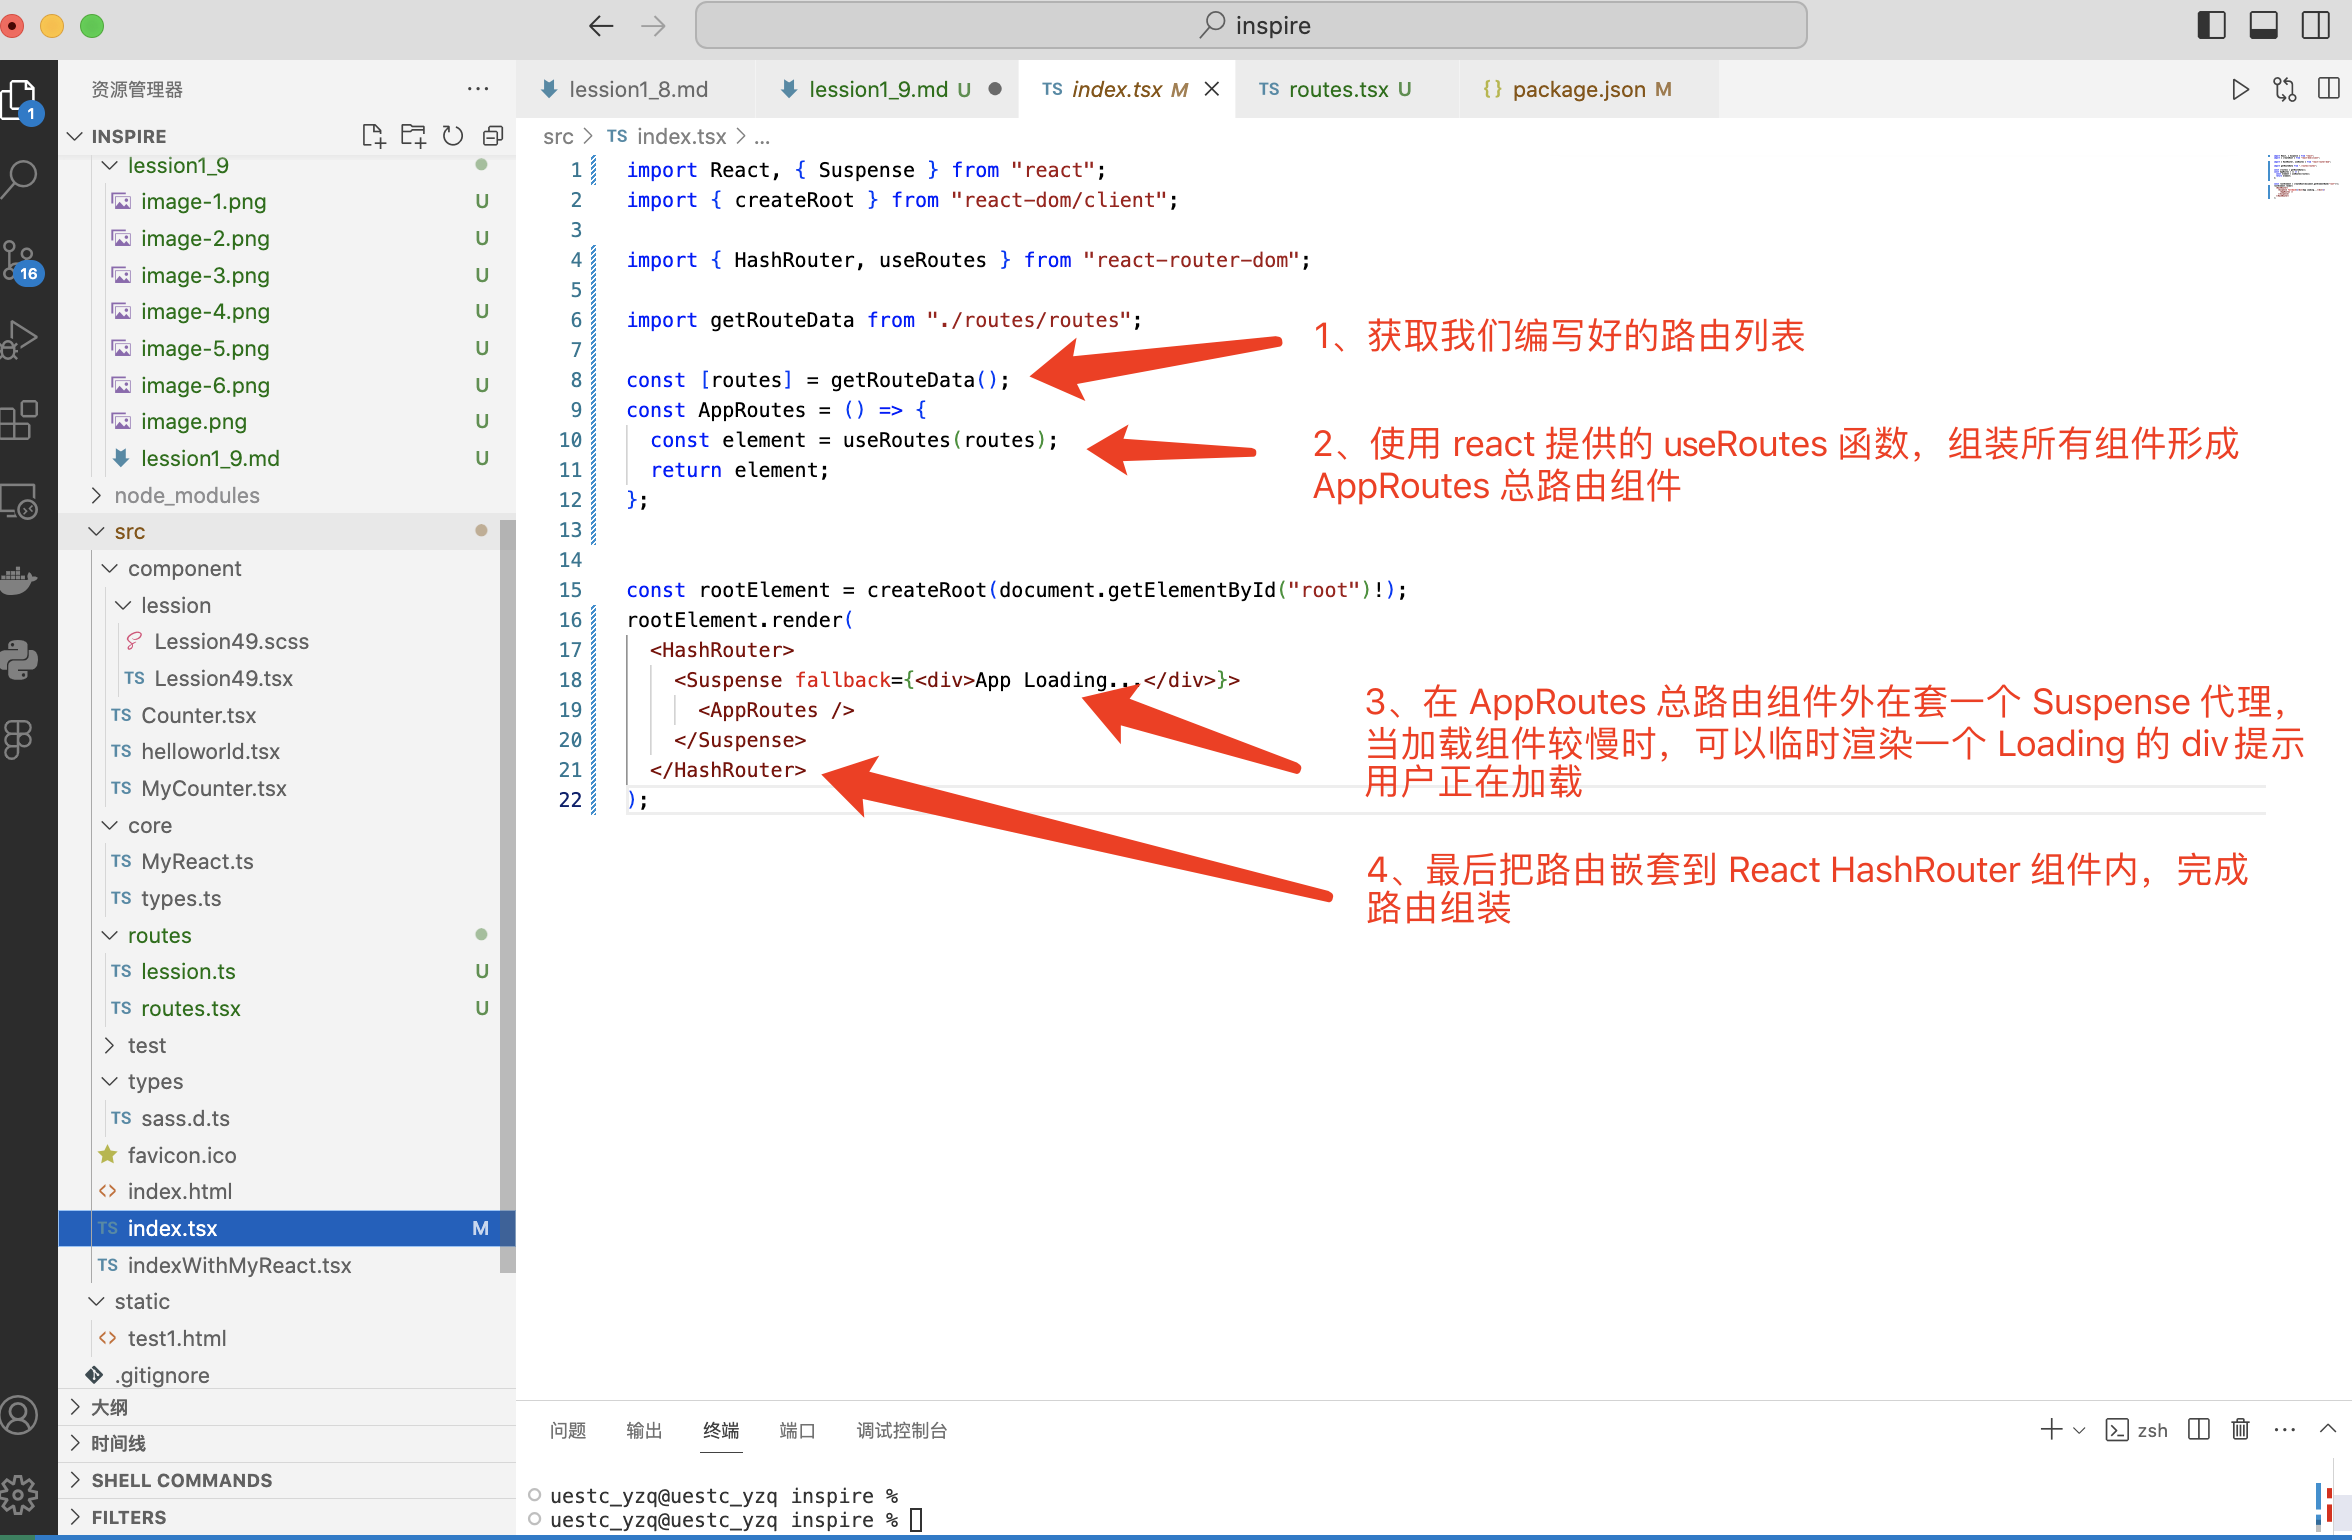 inspire
资源管理器
1
16
INSPIRE
lession1_9
image-1.png U
image-2.png U
image-3.png U
image-4.png U
image-5.png U
image-6.png U
image.png U
lession1_9.md U
node_modules
src
component
lession
Lession49.scss
TS Lession49.tsx
TS Counter.tsx
TS helloworld.tsx
TS MyCounter.tsx
core
TS MyReact.ts
TS types.ts
routes
TS lession.ts U
TS routes.tsx U
test
types
TS sass.d.ts
favicon.ico
<> index.html
TS index.tsx M
TS indexWithMyReact.tsx
static
<> test1.html
.gitignore
大纲
时间线
SHELL COMMANDS
FILTERS
lession1_8.md
lession1_9.md U
TS index.tsx M
TS routes.tsx U
{} package.json M
src > TS index.tsx > ...
1 import React, { Suspense } from "react";
2 import { createRoot } from "react-dom/client";
3
4 import { HashRouter, useRoutes } from "react-router-dom";
5
6 import getRouteData from "./routes/routes";
7
8 const [routes] = getRouteData();
9 const AppRoutes = () => {
10 const element = useRoutes(routes);
11 return element;
12 };
13
14
15 const rootElement = createRoot(document.getElementById("root")!);
16 rootElement.render(
17 <HashRouter>
18 <Suspense fallback={<div>App Loading...</div>}>
19 <AppRoutes />
20 </Suspense>
21 </HashRouter>
22 );
1、获取我们编写好的路由列表
2、使用 react 提供的 useRoutes 函数，组装所有组件形成
AppRoutes 总路由组件
3、在 AppRoutes 总路由组件外在套一个 Suspense 代理，
当加载组件较慢时，可以临时渲染一个 Loading 的 div提示
用户正在加载
4、最后把路由嵌套到 React HashRouter 组件内，完成
路由组装
问题 输出 终端 端口 调试控制台
zsh
uestc_yzq@uestc_yzq inspire %
uestc_yzq@uestc_yzq inspire %